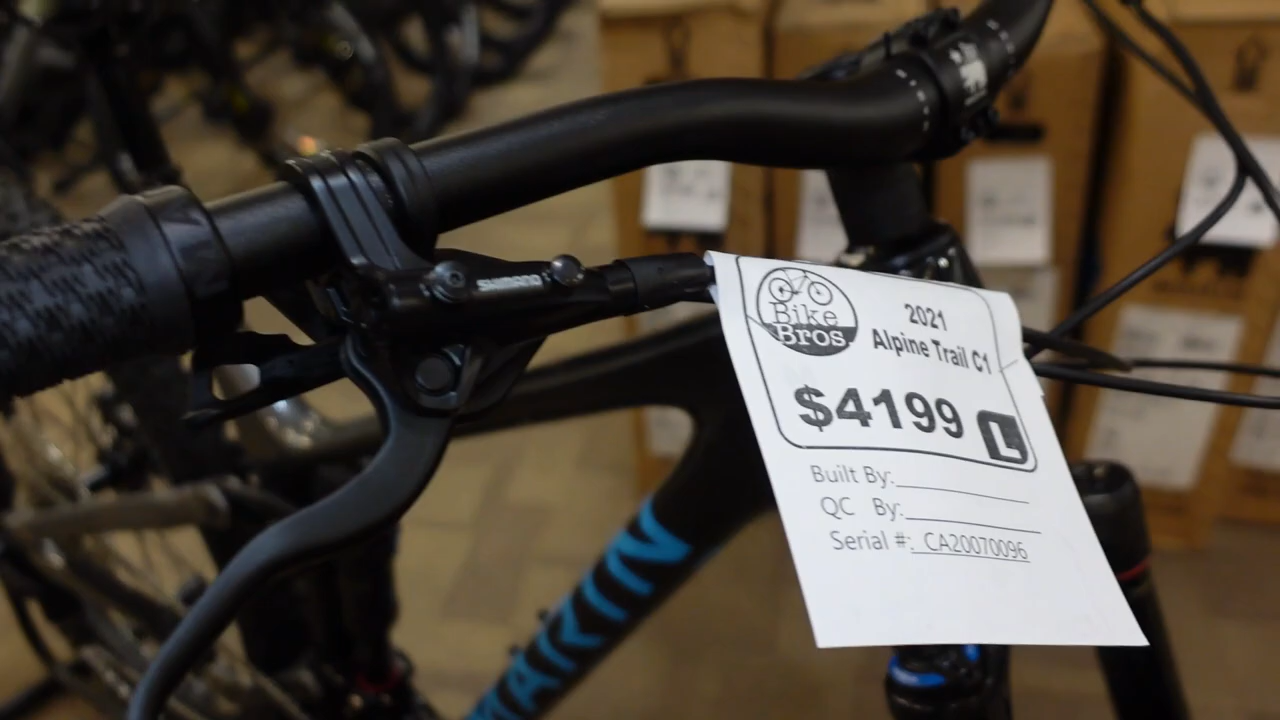 SHIMANO
Bike
Bros
2021
Alpine Trail C1
$4199
L
Built By:
QC By:
Serial #: CA20070096
MARIN